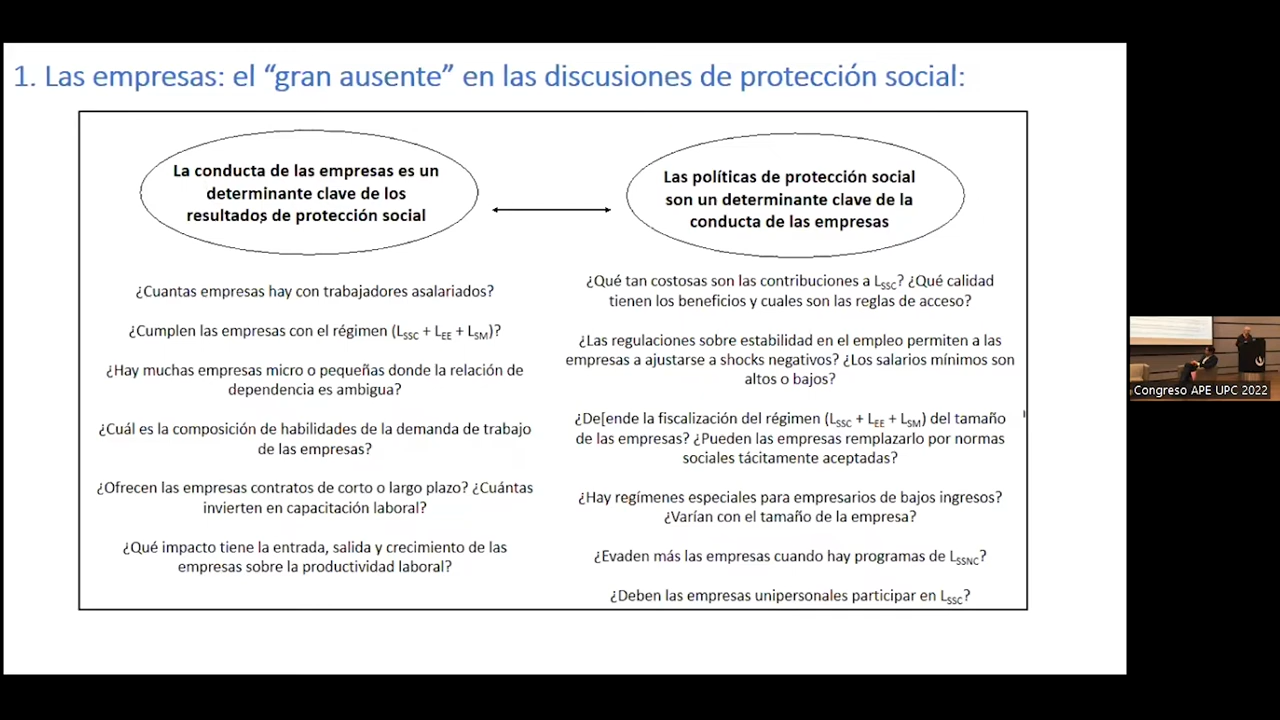 1. Las empresas: el “gran ausente” en las discusiones de protección social:
La conducta de las empresas es un
determinante clave de los
resultados de protección social
¿Cuantas empresas hay con trabajadores asalariados?
¿Cumplen las empresas con el régimen (LSSC + LEE + LSM)?
¿Hay muchas empresas micro o pequeñas donde la relación de
dependencia es ambigua?
¿Cuál es la composición de habilidades de la demanda de trabajo
de las empresas?
¿Ofrecen las empresas contratos de corto o largo plazo? ¿Cuántas
invierten en capacitación laboral?
¿Qué impacto tiene la entrada, salida y crecimiento de las
empresas sobre la productividad laboral?
Las políticas de protección social
son un determinante clave de la
conducta de las empresas
¿Qué tan costosas son las contribuciones a LSSC? ¿Qué calidad
tienen los beneficios y cuales son las reglas de acceso?
¿Las regulaciones sobre estabilidad en el empleo permiten a las
empresas a ajustarse a shocks negativos? ¿Los salarios mínimos son
altos o bajos?
¿De[ende la fiscalización del régimen (LSSC + LEE + LSM) del tamaño
de las empresas? ¿Pueden las empresas remplazarlo por normas
sociales tácitamente aceptadas?
¿Hay regímenes especiales para empresarios de bajos ingresos?
¿Varían con el tamaño de la empresa?
¿Evaden más las empresas cuando hay programas de LSSNC?
¿Deben las empresas unipersonales participar en LSSC?
Congreso APE UPC 2022